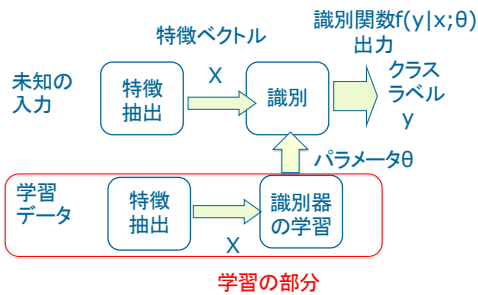 特徴ベクトル
識別関数f(y|x;θ)
出力
未知の
入力
特徴
抽出
X
識別
クラス
ラベル
y
パラメータθ
学習
データ
特徴
抽出
X
識別器
の学習
学習の部分